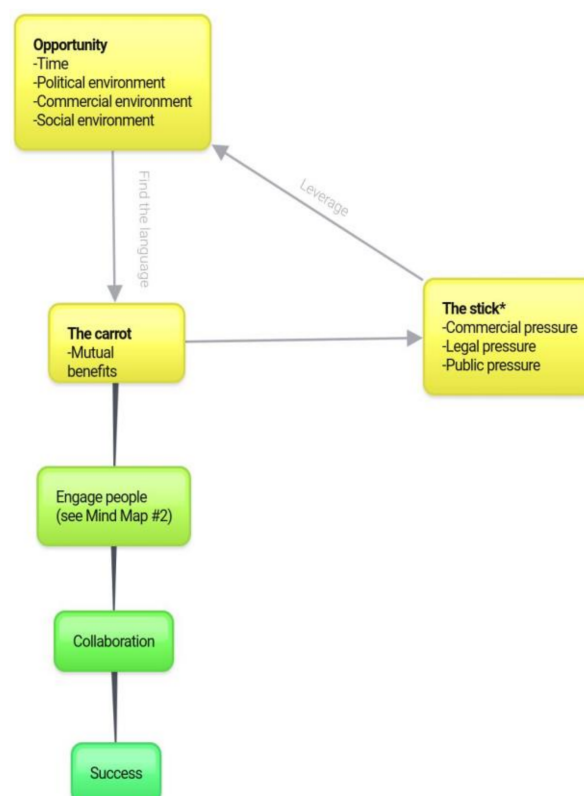 Opportunity
-Time
-Political environment
-Commercial environment
-Social environment
Find the language
Leverage
The carrot
-Mutual
benefits
The stick*
-Commercial pressure
-Legal pressure
-Public pressure
Engage people
(see Mind Map #2)
Collaboration
Success